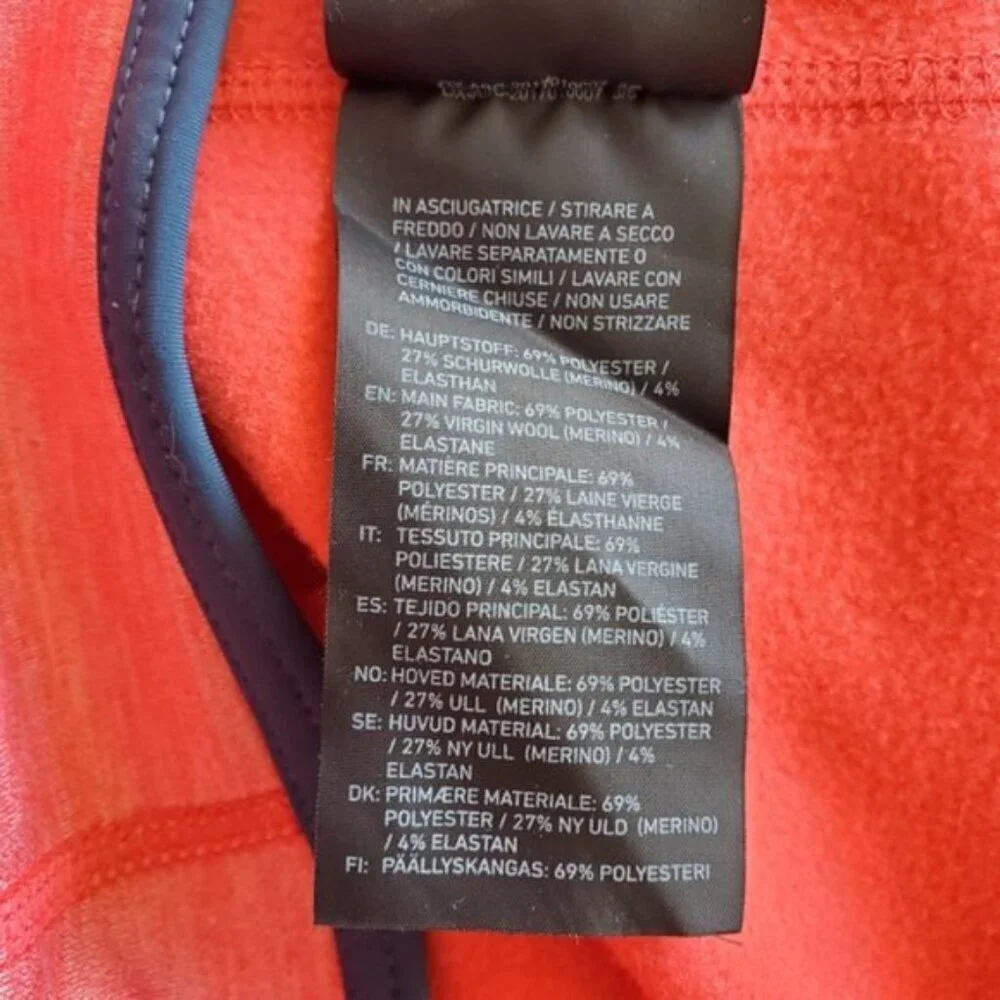 IN ASCIUGATRICE / STIRARE A
FREDDO / NON LAVARE A SECCO
/ LAVARE SEPARATAMENTE O
CON COLORI SIMILI / LAVARE CON
CERNIERE CHIUSE / NON USARE
AMMORBIDENTE / NON STRIZZARE
DE: HAUPTSTOFF: 69% POLYESTER /
27% SCHURWOLLE (MERINO) / 4%
ELASTHAN
EN: MAIN FABRIC: 69% POLYESTER /
27% VIRGIN WOOL (MERINO) / 4%
ELASTANE
FR: MATIÈRE PRINCIPALE: 69%
POLYESTER / 27% LAINE VIERGE
(MÉRINOS) / 4% ÉLASTHANNE
IT: TESSUTO PRINCIPALE: 69%
POLIESTERE / 27% LANA VERGINE
(MERINO) / 4% ELASTAN
ES: TEJIDO PRINCIPAL: 69% POLIÉSTER
/ 27% LANA VIRGEN (MERINO) / 4%
ELASTANO
NO: HOVED MATERIALE: 69% POLYESTER
/ 27% ULL (MERINO) / 4% ELASTAN
SE: HUVUD MATERIAL: 69% POLYESTER
/ 27% NY ULL (MERINO) / 4%
ELASTAN
DK: PRIMÆRE MATERIALE: 69%
POLYESTER / 27% NY ULD (MERINO)
/ 4% ELASTAN
FI: PÄÄLLYSKANGAS: 69% POLYESTERI